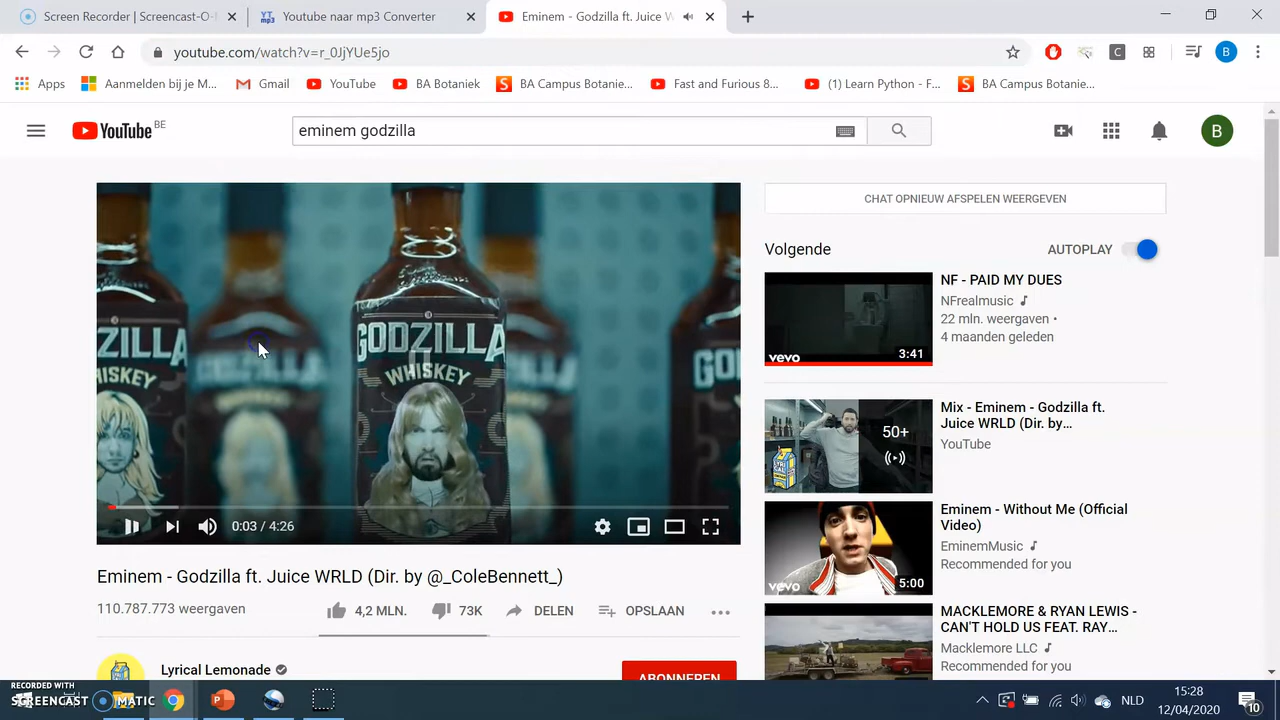 Screen Recorder | Screencast-O-
Youtube naar mp3 Converter
Eminem - Godzilla ft. Juice W
youtube.com/watch?v=r_0JjYUe5jo
C
B
Apps
Aanmelden bij je M...
Gmail
YouTube
BA Botaniek
BA Campus Botanie...
Fast and Furious 8...
(1) Learn Python - F...
BA Campus Botanie...
YouTube BE
eminem godzilla
B
CHAT OPNIEUW AFSPELEN WEERGEVEN
Volgende
AUTOPLAY
GODZILLA
WHISKEY
0:03 / 4:26
Eminem - Godzilla ft. Juice WRLD (Dir. by @_ColeBennett_)
110.787.773 weergaven
4,2 MLN.
73K
DELEN
OPSLAAN
Lyrical Lemonade
ABONNEREN
NF - PAID MY DUES
NFrealmusic
22 mln. weergaven •
4 maanden geleden
vevo
3:41
Mix - Eminem - Godzilla ft.
Juice WRLD (Dir. by...
YouTube
50+
Eminem - Without Me (Official
Video)
EminemMusic
Recommended for you
vevo
5:00
MACKLEMORE & RYAN LEWIS -
CAN'T HOLD US FEAT. RAY...
Macklemore LLC
Recommended for you
RECORDED WITH
SCREENCAST MATIC
NLD
15:28
12/04/2020
10